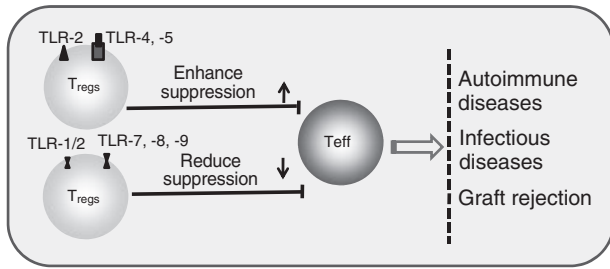 TLR-2
TLR-4, -5
Tregs
Enhance
suppression
TLR-1/2
TLR-7, -8, -9
Tregs
Reduce
suppression
Teff
Autoimmune
diseases
Infectious
diseases
Graft rejection